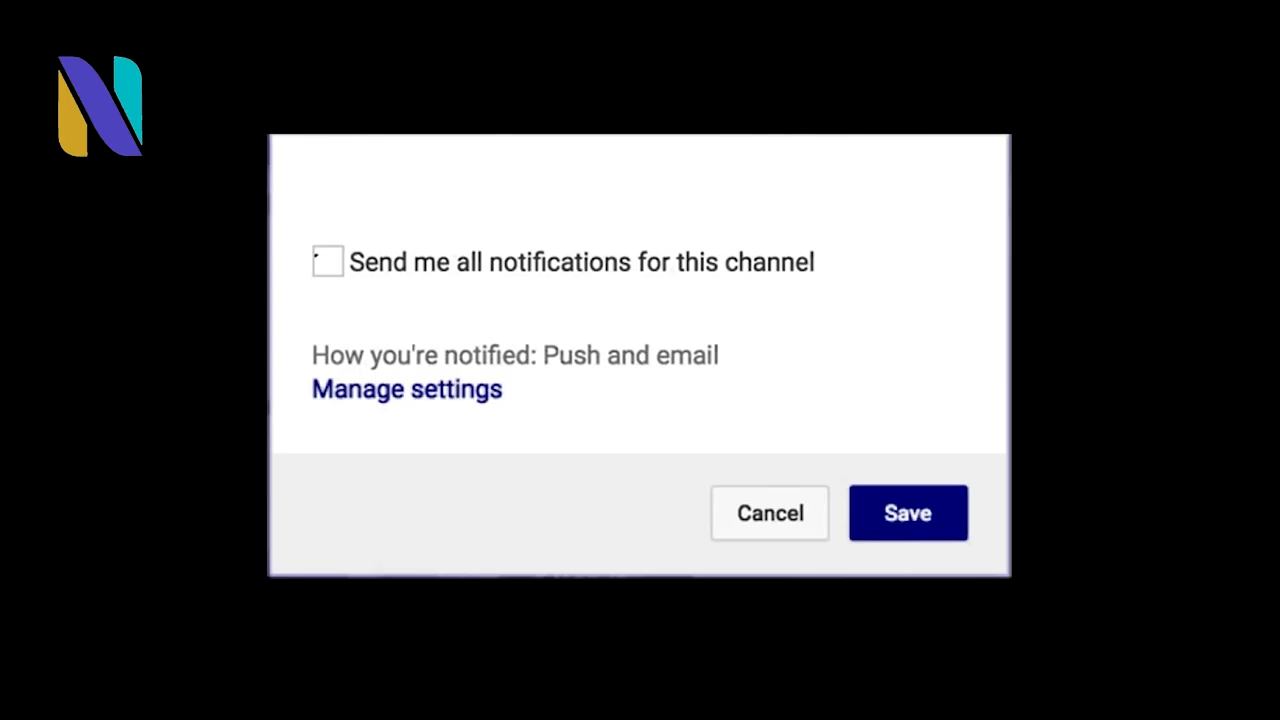 Send me all notifications for this channel
How you're notified: Push and email
Manage settings
Cancel
Save